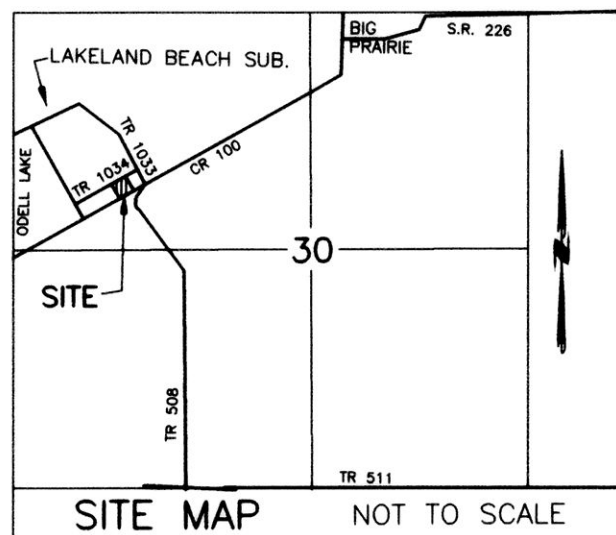 BIG
PRAIRIE
S.R. 226
LAKELAND BEACH SUB.
TR 1033
TR 1034
CR 100
ODELL LAKE
30
SITE
TR 508
N
TR 511
SITE MAP
NOT TO SCALE